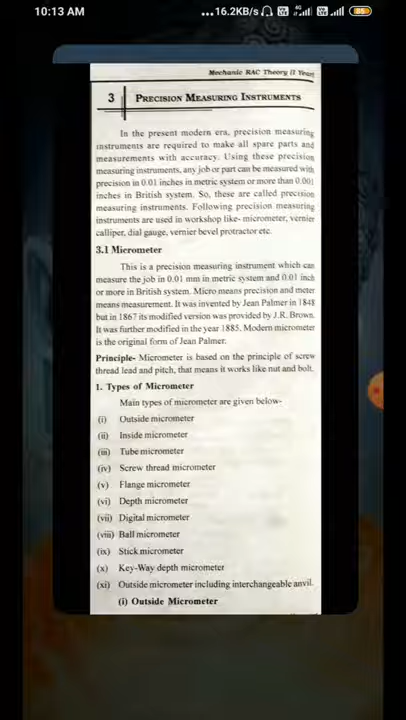 10:13 AM
...16.2KB/s 4G 85
Mechanic RAC Theory II Year
3 PRECISION MEASURING INSTRUMENTS
In the present modern era, precision measuring
instruments are required to make all spare parts and
measurements with accuracy. Using these precision
measuring instruments, any job or part can be measured with
precision in 0.01 inches in metric system or more than 0.001
inches in British system. So, these are called precision
measuring instruments. Following precision measuring
instruments are used in workshop like- micrometer, vernier
calliper, dial gauge, vernier bevel protractor etc.
3.1 Micrometer
This is a precision measuring instrument which can
measure the job in 0.01 mm in metric system and 0.01 inch
or more in British system. Micro means precision and meter
means measurement. It was invented by Jean Palmer in 1848
but in 1867 its modified version was provided by J.R. Brown.
It was further modified in the year 1885. Modern micrometer
is the original form of Jean Palmer.
Principle- Micrometer is based on the principle of screw
thread lead and pitch, that means it works like nut and bolt.
1. Types of Micrometer
Main types of micrometer are given below-
(i) Outside micrometer
(ii) Inside micrometer
(iii) Tube micrometer
(iv) Screw thread micrometer
(v) Flange micrometer
(vi) Depth micrometer
(vii) Digital micrometer
(viii) Ball micrometer
(ix) Stick micrometer
(x) Key-Way depth micrometer
(xi) Outside micrometer including interchangeable anvil.
(i) Outside Micrometer